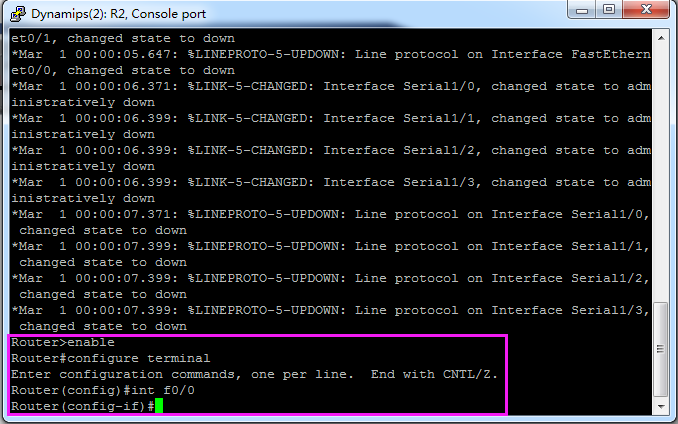 Dynamips(2): R2, Console port
et0/1, changed state to down
*Mar  1 00:00:05.647: %LINEPROTO-5-UPDOWN: Line protocol on Interface FastEthern
et0/0, changed state to down
*Mar  1 00:00:06.371: %LINK-5-CHANGED: Interface Serial1/0, changed state to adm
inistratively down
*Mar  1 00:00:06.399: %LINK-5-CHANGED: Interface Serial1/1, changed state to adm
inistratively down
*Mar  1 00:00:06.399: %LINK-5-CHANGED: Interface Serial1/2, changed state to adm
inistratively down
*Mar  1 00:00:06.399: %LINK-5-CHANGED: Interface Serial1/3, changed state to adm
inistratively down
*Mar  1 00:00:07.371: %LINEPROTO-5-UPDOWN: Line protocol on Interface Serial1/0,
 changed state to down
*Mar  1 00:00:07.399: %LINEPROTO-5-UPDOWN: Line protocol on Interface Serial1/1,
 changed state to down
*Mar  1 00:00:07.399: %LINEPROTO-5-UPDOWN: Line protocol on Interface Serial1/2,
 changed state to down
*Mar  1 00:00:07.399: %LINEPROTO-5-UPDOWN: Line protocol on Interface Serial1/3,
 changed state to down
Router>enable
Router#configure terminal
Enter configuration commands, one per line.  End with CNTL/Z.
Router(config)#int f0/0
Router(config-if)#